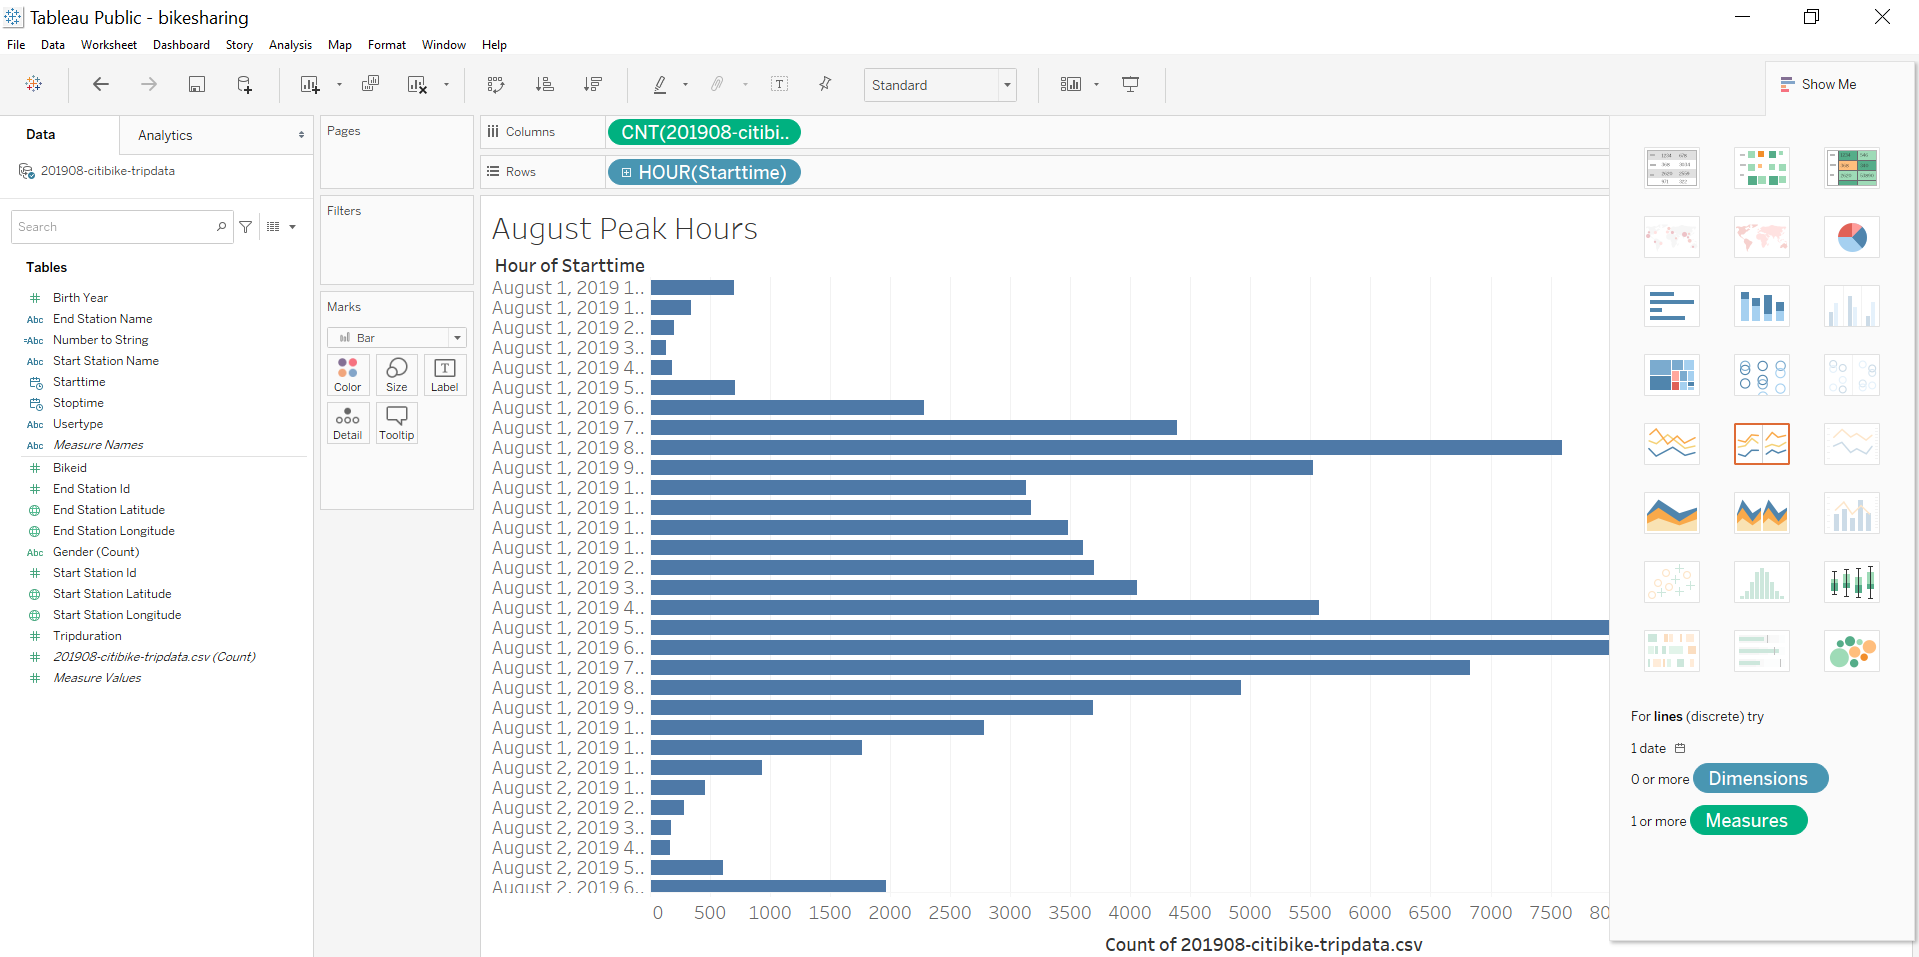 Tableau Public - bikesharing
File Data Worksheet Dashboard Story Analysis Map Format Window Help
Standard
Show Me
Data
Analytics
201908-citibike-tripdata
Search
Tables
Birth Year
Abc End Station Name
=Abc Number to String
Abc Start Station Name
Starttime
Stoptime
Abc Usertype
Abc Measure Names
Bikeid
End Station Id
End Station Latitude
End Station Longitude
Abc Gender (Count)
Start Station Id
Start Station Latitude
Start Station Longitude
Tripduration
201908-citibike-tripdata.csv (Count)
Measure Values
Pages
Filters
Marks
Bar
Color Size Label
Detail Tooltip
Columns
CNT(201908-citibi..
Rows
HOUR(Starttime)
August Peak Hours
Hour of Starttime
August 1, 2019 1..
August 1, 2019 1..
August 1, 2019 2..
August 1, 2019 3..
August 1, 2019 4..
August 1, 2019 5..
August 1, 2019 6..
August 1, 2019 7..
August 1, 2019 8..
August 1, 2019 9..
August 1, 2019 1..
August 1, 2019 1..
August 1, 2019 1..
August 1, 2019 1..
August 1, 2019 2..
August 1, 2019 3..
August 1, 2019 4..
August 1, 2019 5..
August 1, 2019 6..
August 1, 2019 7..
August 1, 2019 8..
August 1, 2019 9..
August 1, 2019 1..
August 1, 2019 1..
August 2, 2019 1..
August 2, 2019 1..
August 2, 2019 2..
August 2, 2019 3..
August 2, 2019 4..
August 2, 2019 5..
August 2, 2019 6..
0 500 1000 1500 2000 2500 3000 3500 4000 4500 5000 5500 6000 6500 7000 7500 80
Count of 201908-citibike-tripdata.csv
For lines (discrete) try
1 date
0 or more Dimensions
1 or more Measures